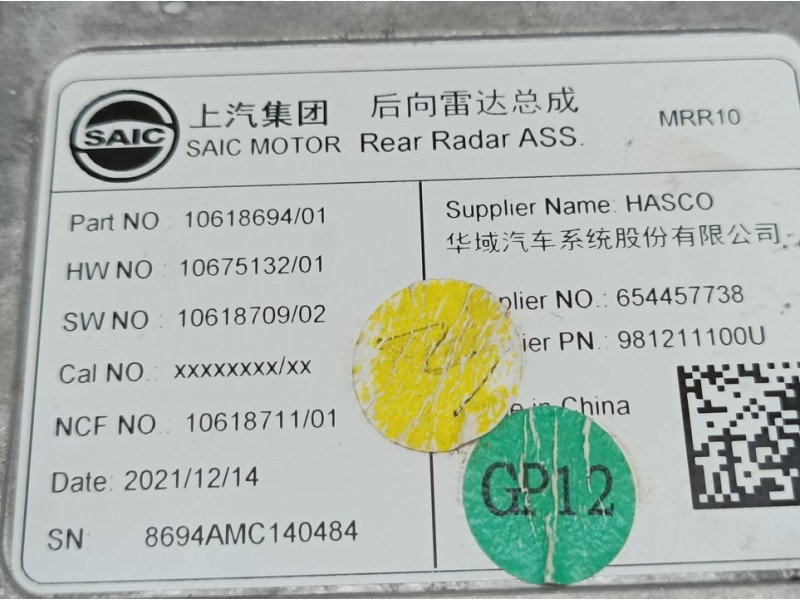 SAIC
上汽集团 后向雷达总成 MRR10
SAIC MOTOR Rear Radar ASS.
Part NO : 10618694/01
HW NO : 10675132/01
SW NO : 10618709/02
Cal NO. : xxxxxxxx/xx
NCF NO. : 10618711/01
Date: 2021/12/14
SN: 8694AMC140484
Supplier Name: HASCO
华域汽车系统股份有限公司
plier NO.: 654457738
ier PN.: 981211100U
e in China
GP12